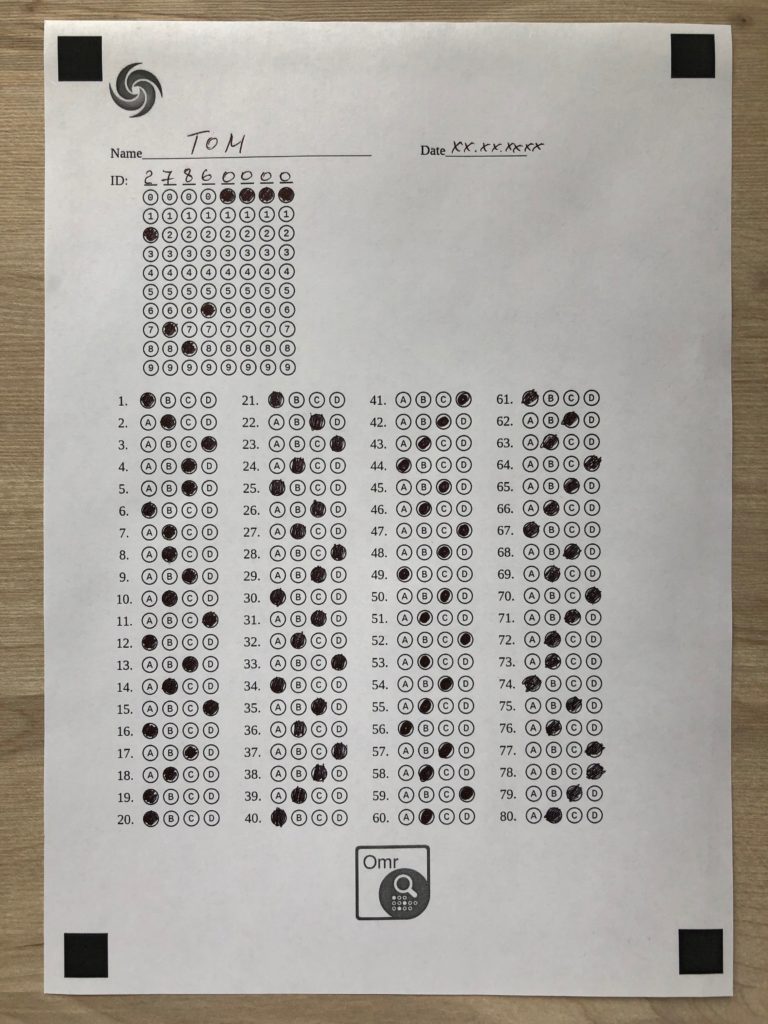 Name TOM Date XX.XX.XXXX
ID: 2 7 8 6 0 0 0 0
0 0 0 0
1 1 1 1 1 1 1 1
2 2 2 2 2 2 2
3 3 3 3 3 3 3 3
4 4 4 4 4 4 4 4
5 5 5 5 5 5 5 5
6 6 6 6 6 6 6
7 7 7 7 7 7 7
8 8 8 8 8 8 8
9 9 9 9 9 9 9 9
1. B C D 21. B C D 41. A B C 61. B C D
2. A C D 22. A B D 42. A B D 62. A B D
3. A B C 23. A B C 43. A C D 63. A C D
4. A B D 24. A C D 44. B C D 64. A B C
5. A B D 25. B C D 45. A B D 65. A B D
6. B C D 26. A B D 46. A C D 66. A C D
7. A C D 27. A C D 47. A B C 67. B C D
8. A C D 28. A B C 48. A B D 68. A B D
9. A B D 29. A B D 49. B C D 69. A C D
10. A C D 30. B C D 50. A B D 70. A B C
11. A B C 31. A B D 51. A C D 71. A B D
12. B C D 32. A C D 52. A B C 72. A C D
13. A B D 33. A B C 53. A C D 73. A C D
14. A C D 34. B C D 54. A B D 74. B C D
15. A B C 35. A B D 55. A C D 75. A B D
16. B C D 36. A C D 56. B C D 76. A C D
17. A B D 37. A B C 57. A B D 77. A B C
18. A C D 38. A B D 58. A C D 78. A B C
19. B C D 39. A C D 59. A B C 79. A B D
20. B C D 40. B C D 60. A C D 80. A C D
Omr